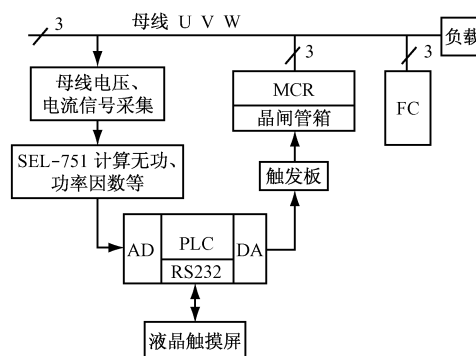 3
母线 U V W
负载
母线电压、
电流信号采集
3
MCR
晶闸管箱
3
FC
SEL-751 计算无功、
功率因数等
触发板
AD
PLC
DA
RS232
液晶触摸屏